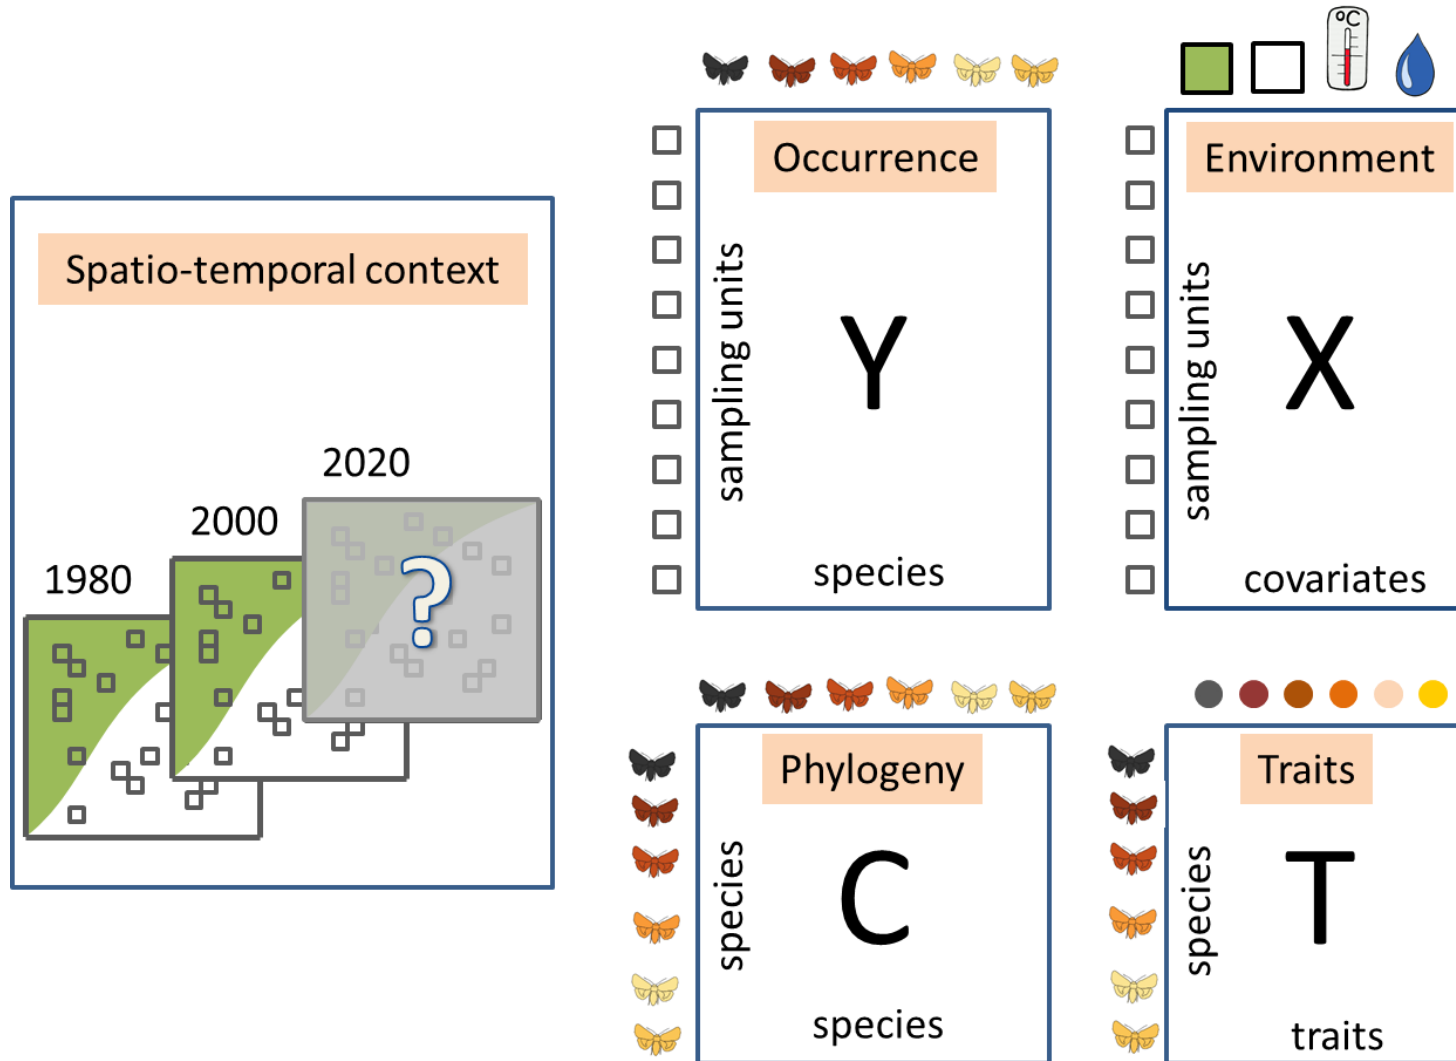 Spatio-temporal context
1980
2000
2020
?
Occurrence
sampling units
Y
species
°C
Environment
sampling units
X
covariates
Phylogeny
species
C
species
Traits
species
T
traits